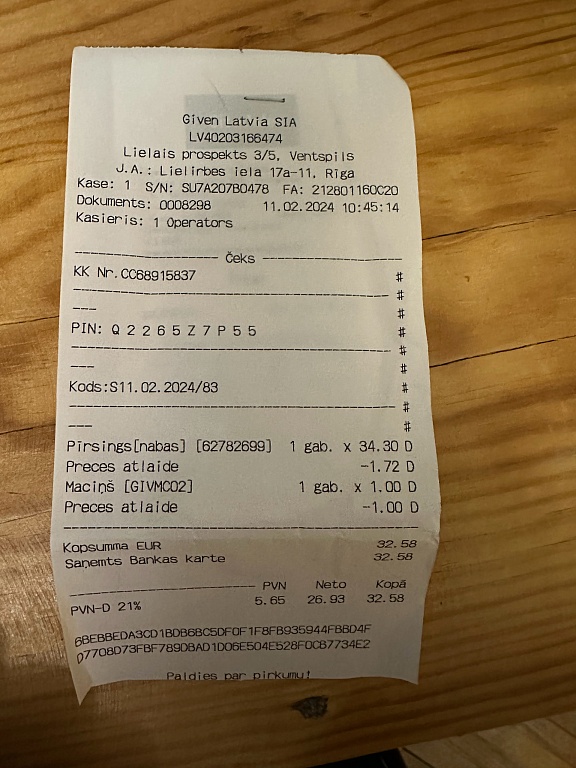 Given Latvia SIA
LV40203166474
Lielais prospekts 3/5, Ventspils
J.A.: Lielirbes iela 17a-11, Rīga
Kase: 1 S/N: SU7A207B0478 FA: 212801160C20
Dokuments: 0008298 11.02.2024 10:45:14
Kasieris: 1 Operators
Čeks
KK Nr.CC68915837 #
#
--- #
PIN: Q 2 2 6 5 Z 7 P 5 5 #
#
--- #
Kods:S11.02.2024/83 #
#
--- #
Pīrsings[nabas] [62782699] 1 gab. x 34.30 D
Preces atlaide -1.72 D
Maciņš [GIVMC02] 1 gab. x 1.00 D
Preces atlaide -1.00 D
Kopsumma EUR 32.58
Saņemts Bankas karte 32.58
PVN Neto Kopā
PVN-D 21% 5.65 26.93 32.58
6BEBBEDA3CD1BDB6BC5DF0F1F8FB935944FBBD4F
D7708D73FBF789DBAD1D06E504E528F0CB7734E2
Paldies par pirkumu!